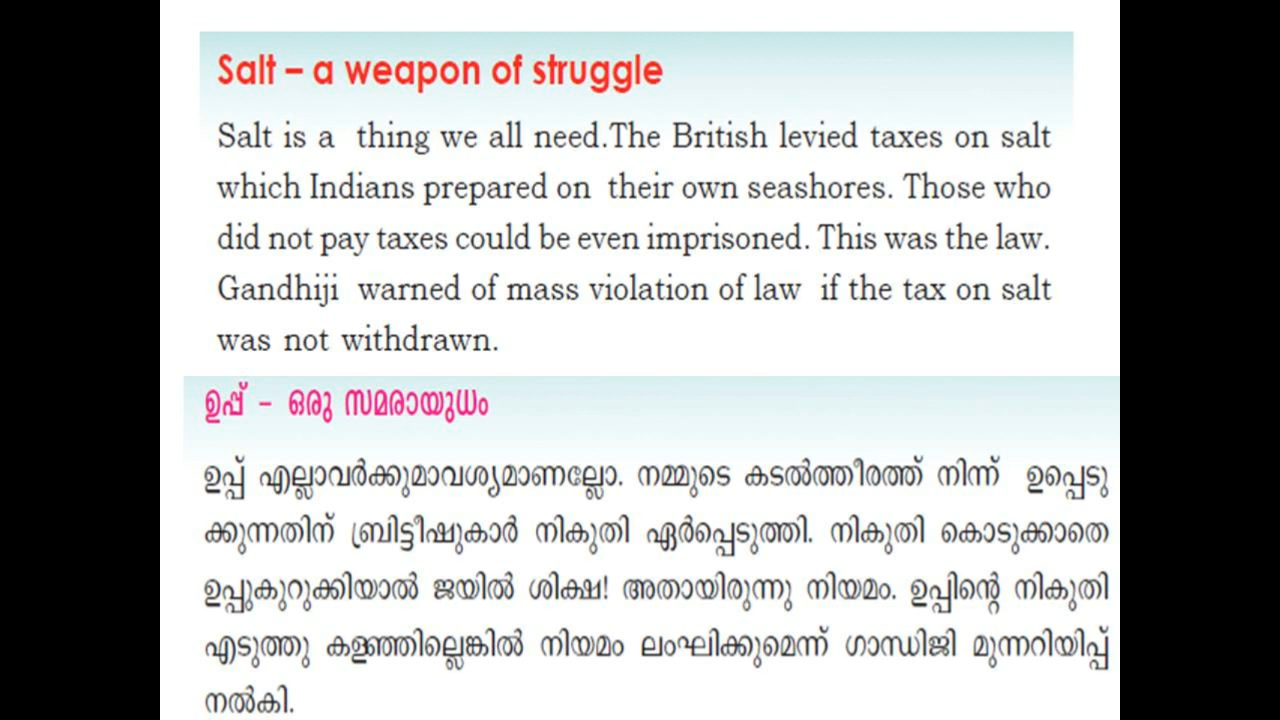 Salt – a weapon of struggle
Salt is a thing we all need.The British levied taxes on salt
which Indians prepared on their own seashores. Those who
did not pay taxes could be even imprisoned. This was the law.
Gandhiji warned of mass violation of law if the tax on salt
was not withdrawn.
ഉപ്പ് – ഒരു സമരായുധം
ഉപ്പ് എല്ലാവർക്കുമാവശ്യമാണല്ലോ. നമ്മുടെ കടൽത്തീരത്ത് നിന്ന് ഉപ്പെടു
ക്കുന്നതിന് ബ്രിട്ടീഷുകാർ നികുതി ഏർപ്പെടുത്തി. നികുതി കൊടുക്കാതെ
ഉപ്പുകുറുക്കിയാൽ ജയിൽ ശിക്ഷ! അതായിരുന്നു നിയമം. ഉപ്പിന്റെ നികുതി
എടുത്തു കളഞ്ഞില്ലെങ്കിൽ നിയമം ലംഘിക്കുമെന്ന് ഗാന്ധിജി മുന്നറിയിപ്പ്
നൽകി.